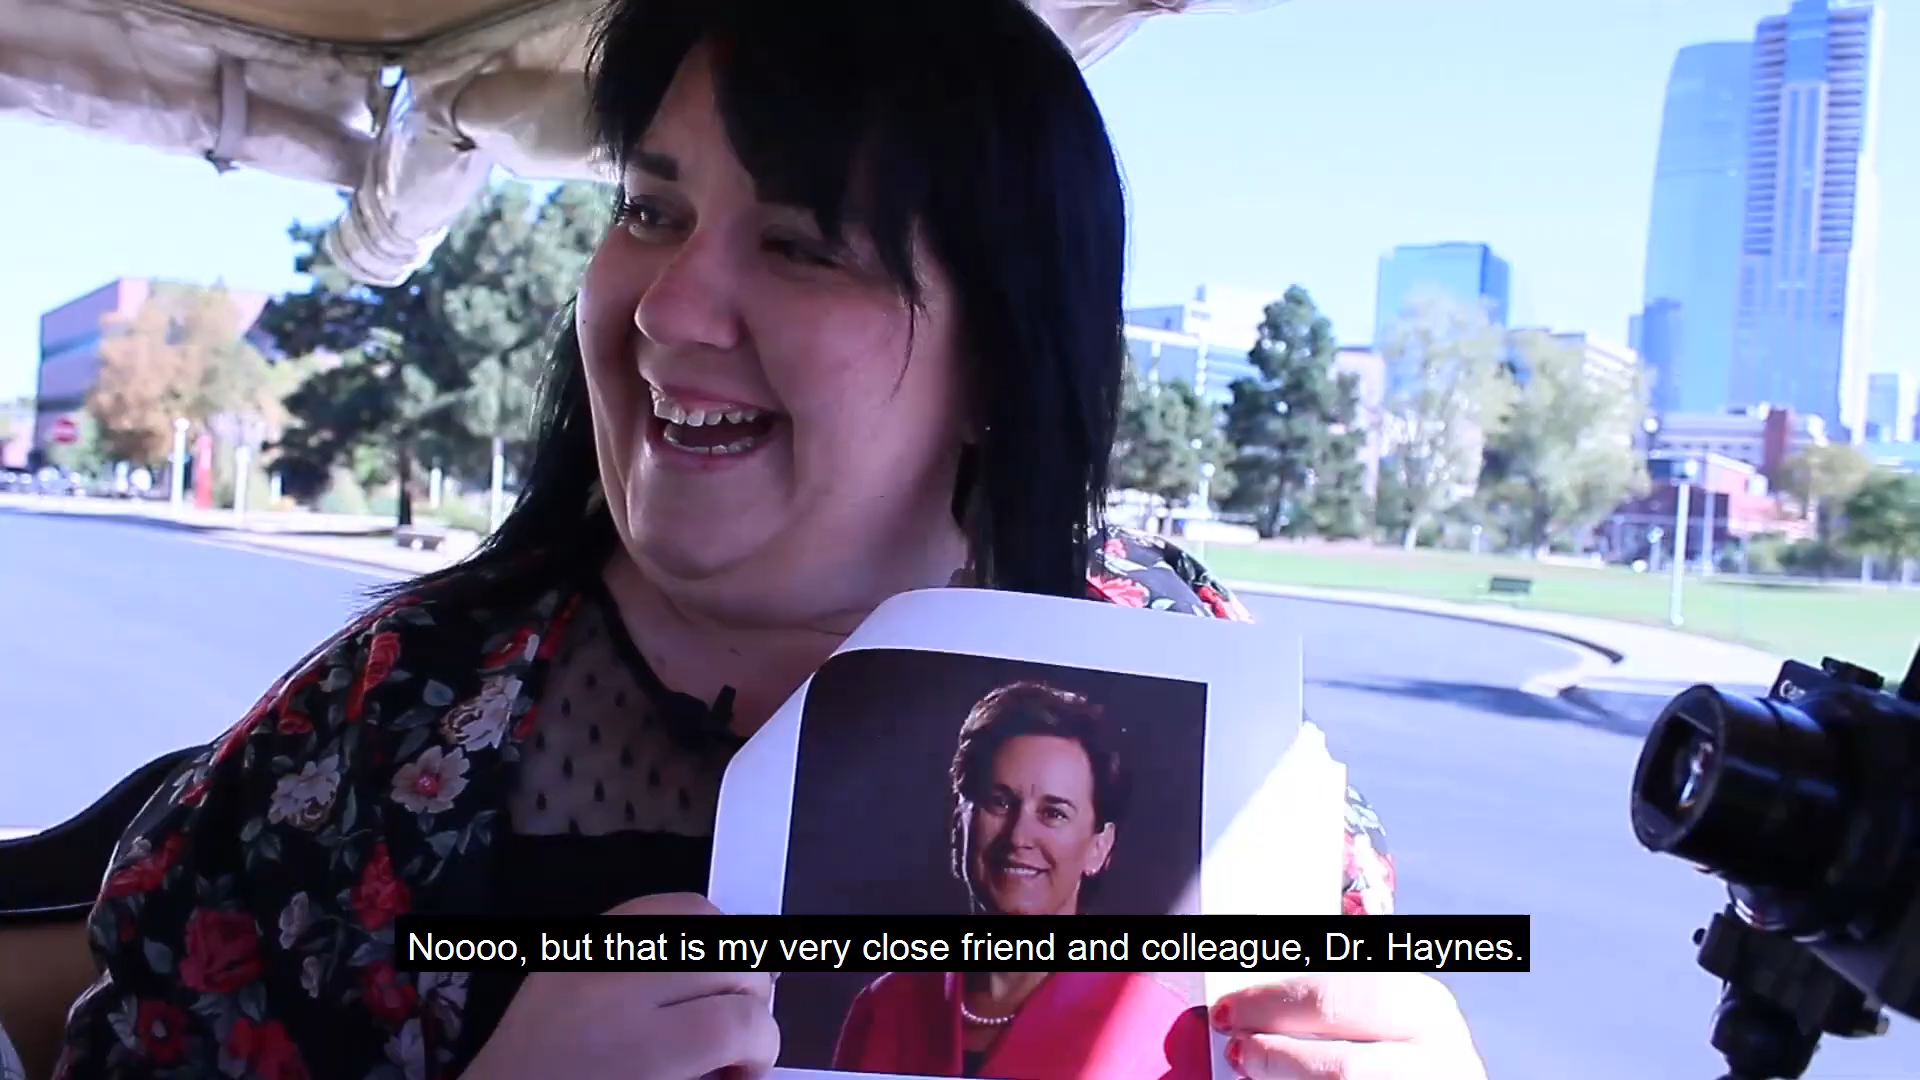 Noooo, but that is my very close friend and colleague, Dr. Haynes.